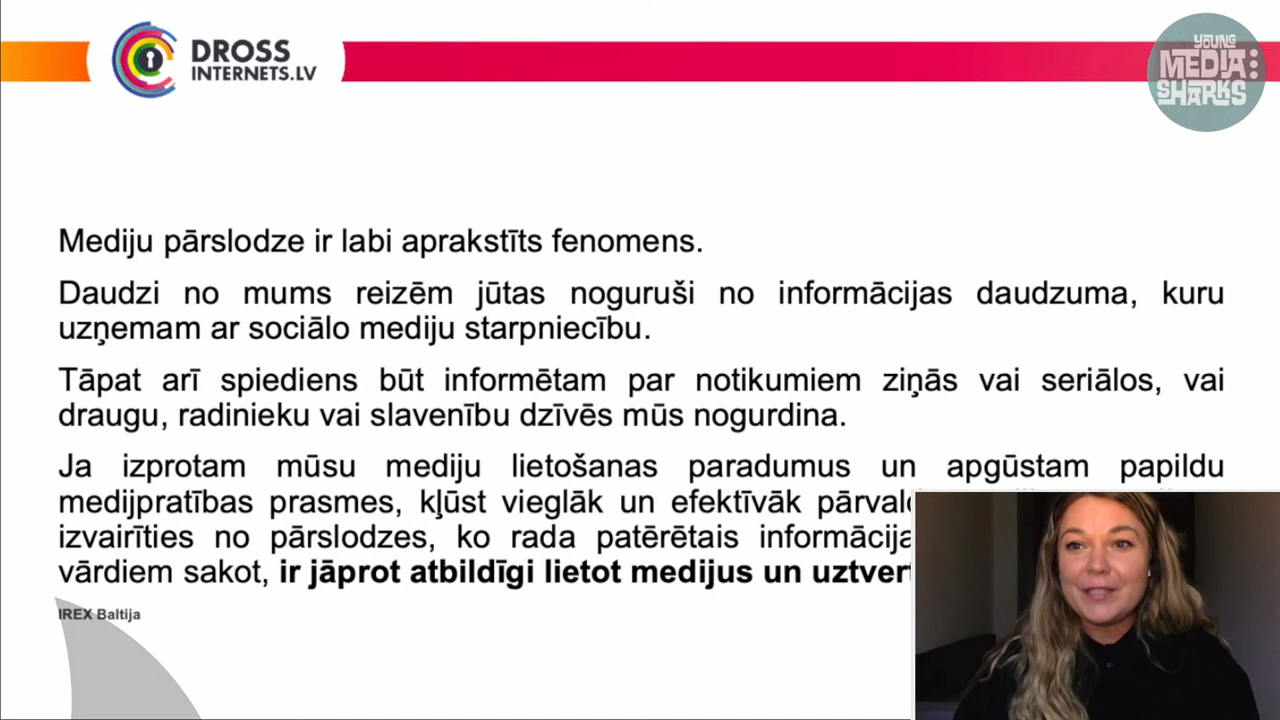 DROSS
INTERNETS.LV
YOUNG
MEDIA:
SHARKS
Mediju pārslodze ir labi aprakstīts fenomens.
Daudzi no mums reizēm jūtas noguruši no informācijas daudzuma, kuru
uzņemam ar sociālo mediju starpniecību.
Tāpat arī spiediens būt informētam par notikumiem ziņās vai seriālos, vai
draugu, radinieku vai slavenību dzīvēs mūs nogurdina.
Ja izprotam mūsu mediju lietošanas paradumus un apgūstam papildu
medijpratības prasmes, kļūst vieglāk un efektīvāk
izvairīties no pārslodzes, ko rada patērētais
vārdiem sakot, ir jāprot atbildīgi lietot medijus un
IREX Baltija